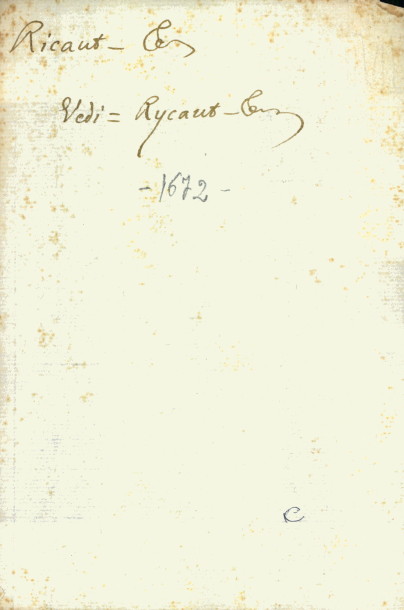 Ricaut -
Vedi = Rycaut -
- 1672 -
C